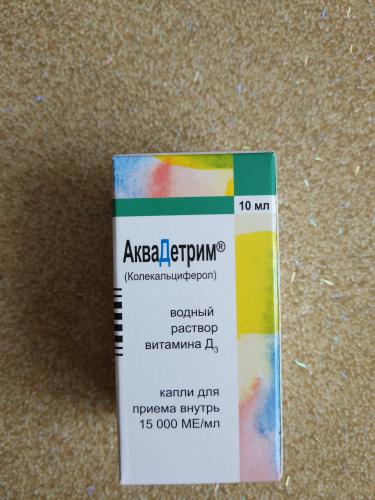 10 мл
АкваДетрим®
(Колекальциферол)
водный
раствор
витамина Д₃
капли для
приема внутрь
15 000 МЕ/мл